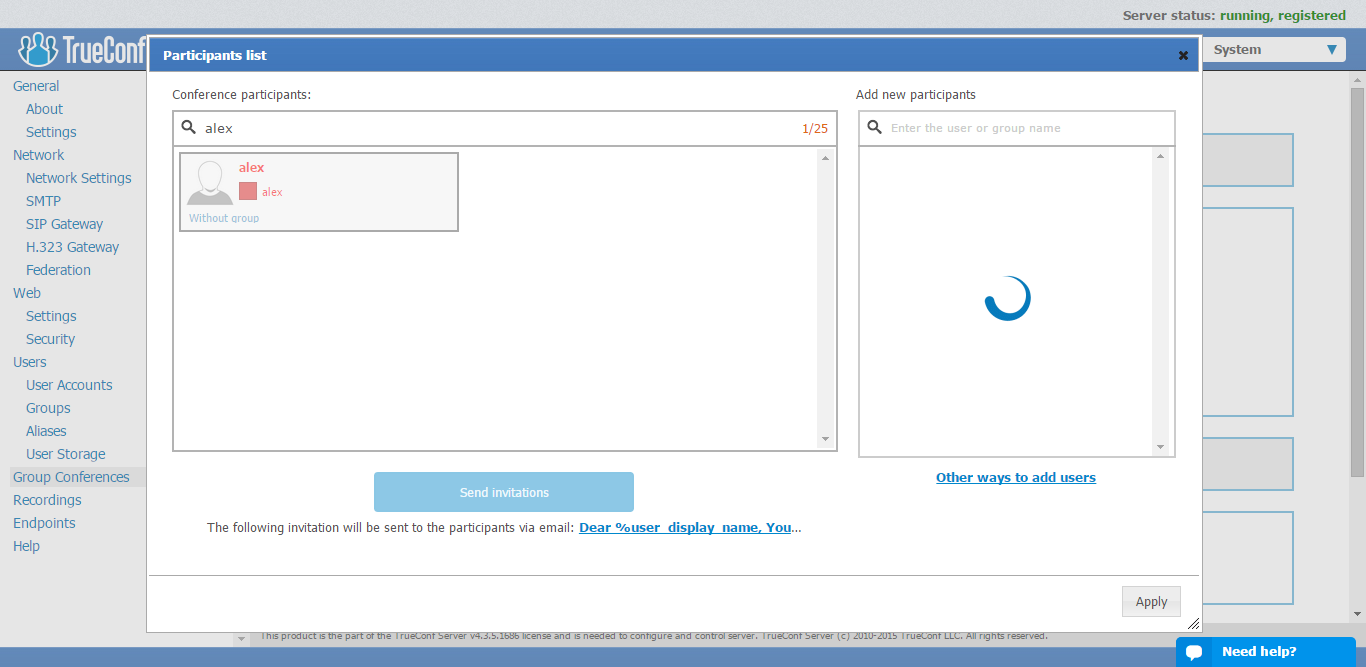 Server status: running, registered
TrueConf
System
General
About
Settings
Network
Network Settings
SMTP
SIP Gateway
H.323 Gateway
Federation
Web
Settings
Security
Users
User Accounts
Groups
Aliases
User Storage
Group Conferences
Recordings
Endpoints
Help
Participants list
Conference participants:
alex
1/25
alex
alex
Without group
Send invitations
The following invitation will be sent to the participants via email: Dear %user_display_name, You...
Add new participants
Enter the user or group name
Other ways to add users
Apply
This product is the part of the TrueConf Server v4.3.5.1686 license and is needed to configure and control server. TrueConf Server (c) 2010-2015 TrueConf LLC. All rights reserved.
Need help?